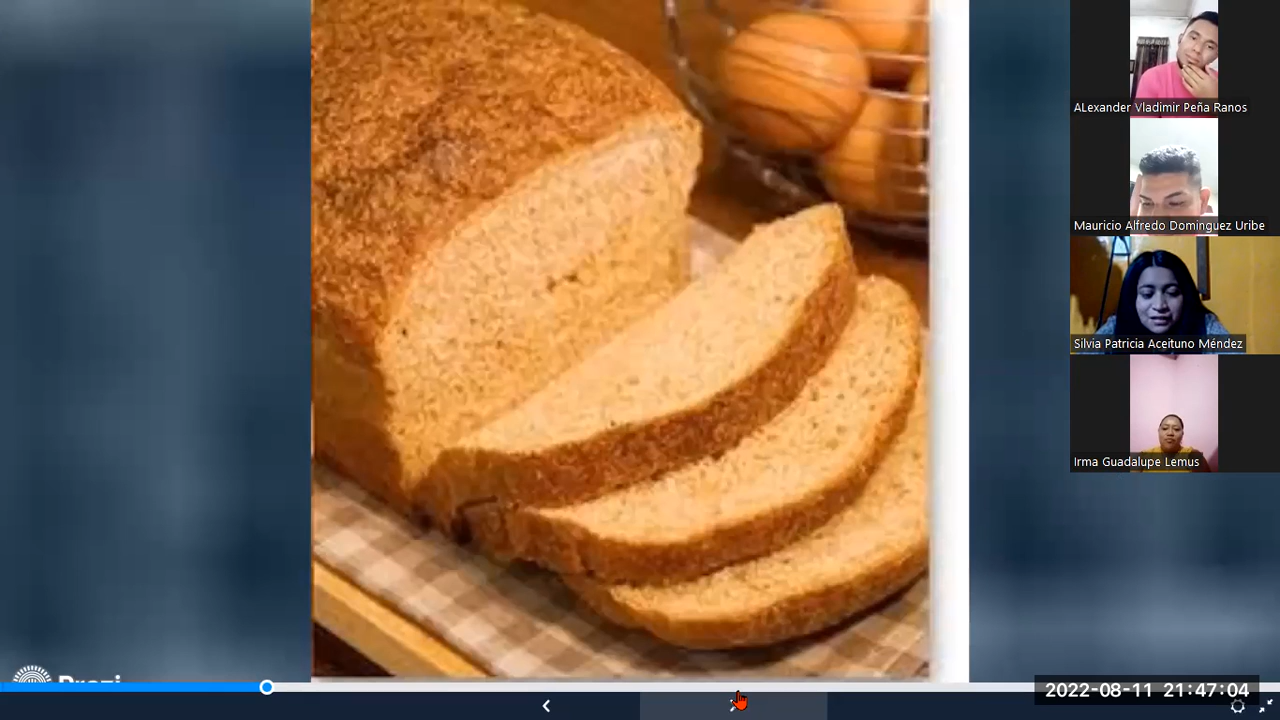 ALexander Vladimir Peña Ranos
Mauricio Alfredo Dominguez Uribe
Silvia Patricia Aceituno Méndez
Irma Guadalupe Lemus
Prezi
2022-08-11 21:47:04